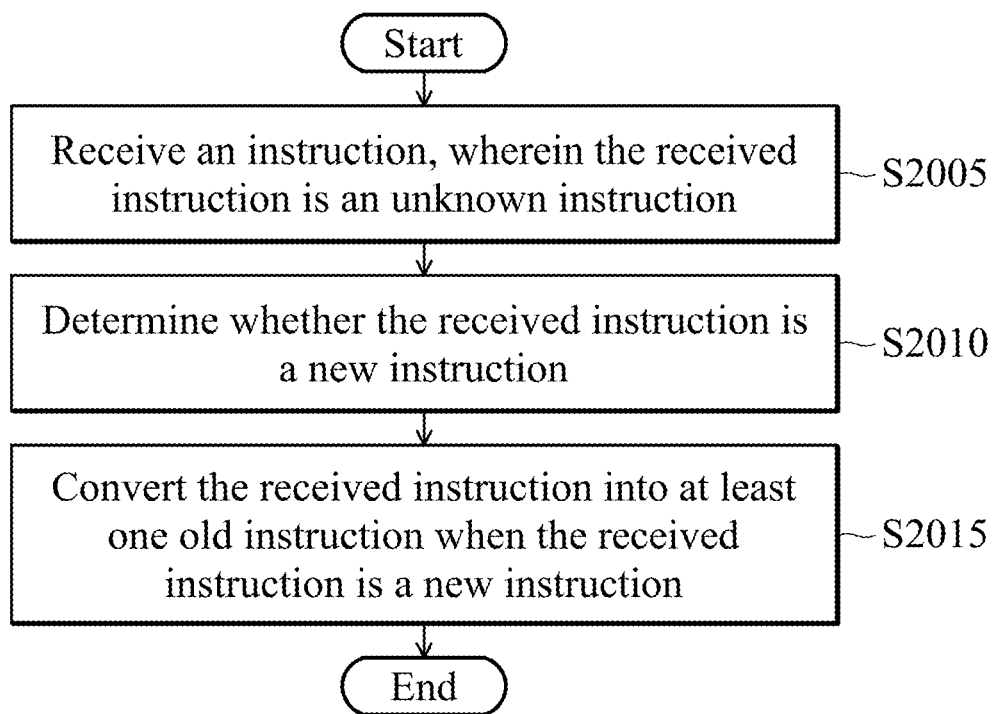 Start
Receive an instruction, wherein the received
instruction is an unknown instruction
S2005
Determine whether the received instruction is
a new instruction
S2010
Convert the received instruction into at least
one old instruction when the received
instruction is a new instruction
S2015
End